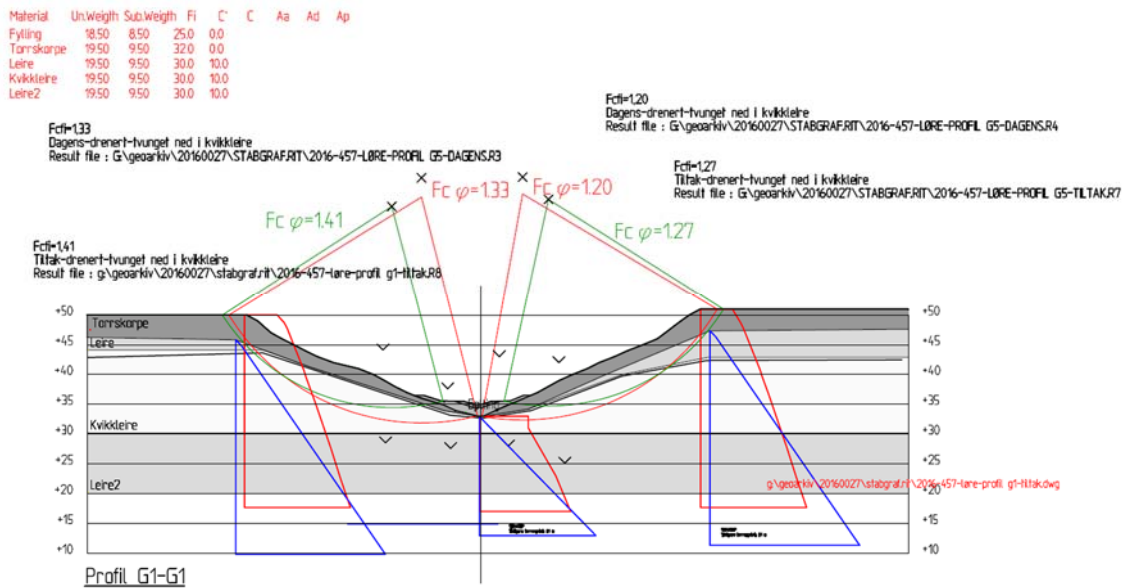 Material Un.Weigth Sub.Weigth Fi C' C Aa Ad Ap
Fylling 18.50 8.50 25.0 0.0
Torrskorpe 19.50 9.50 32.0 0.0
Leire 19.50 9.50 30.0 10.0
Kvikkleire 19.50 9.50 30.0 10.0
Leire2 19.50 9.50 30.0 10.0
Fcfi=1,20
Dagens-drenert-tvunget ned i kvikkleire
Result file : G:\geoarkiv\20160027\STABGRAF.RIT\2016-457-LØRE-PROFIL G5-DAGENS.R4
Fcfi=1,33
Dagens-drenert-tvunget ned i kvikkleire
Result file : G:\geoarkiv\20160027\STABGRAF.RIT\2016-457-LØRE-PROFIL G5-DAGENS.R3
Fcfi=1,27
Tiltak-drenert-tvunget ned i kvikkleire
Result file : G:\geoarkiv\20160027\STABGRAF.RIT\2016-457-LØRE-PROFIL G5-TILTAK.R7
Fc φ=1.33
Fc φ=1.20
Fc φ=1.41
Fc φ=1.27
Fcfi=1,41
Tiltak-drenert-tvunget ned i kvikkleire
Result file : g:\geoarkiv\20160027\stabgraf.rit\2016-457-løre-profil g1-tiltak.R8
+50 +50
Torrskorpe
+45 Leire +45
+40 +40
+35 +35
Kvikkleire
+30 +30
+25 +25
g:\geoarkiv\20160027\stabgraf.rit\2016-457-løre-profil g1-tiltak.dwg
Leire2
+20 +20
+15 +15
+10 +10
Profil G1-G1